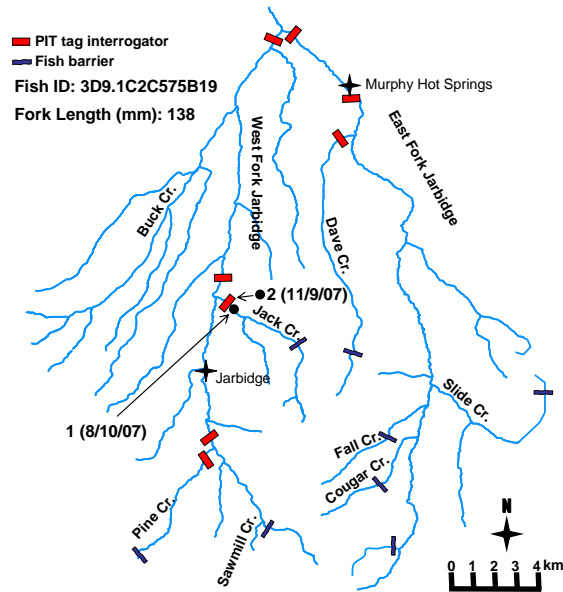 PIT tag interrogator
Fish barrier
Fish ID: 3D9.1C2C575B19
Fork Length (mm): 138
Murphy Hot Springs
West Fork Jarbidge
East Fork Jarbidge
Buck Cr.
Dave Cr.
2 (11/9/07)
Jack Cr.
Jarbidge
1 (8/10/07)
Slide Cr.
Fall Cr.
Cougar Cr.
Pine Cr.
Sawmill Cr.
N
0 1 2 3 4 km